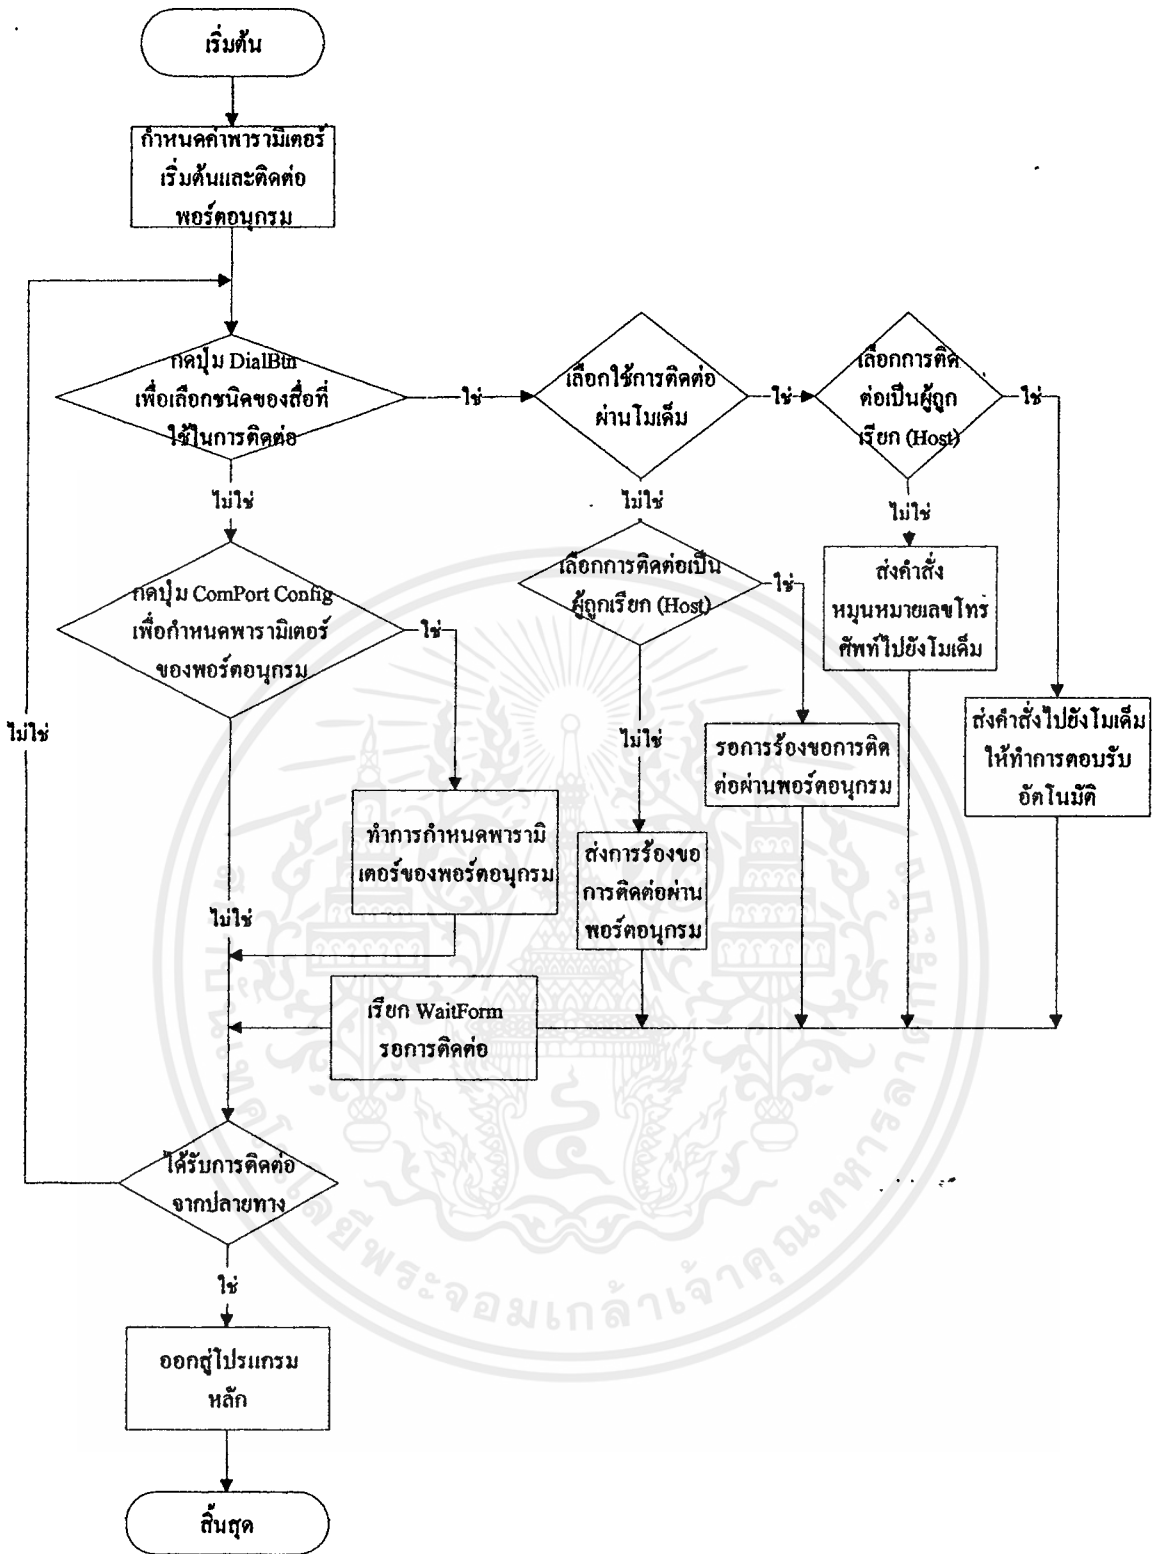 เริ่มต้น
กำหนดค่าพารามิเตอร์
เริ่มต้นและติดต่อ
พอร์ตอนุกรม
กดปุ่ม DialBtn
เพื่อเลือกชนิดของสื่อที่
ใช้ในการติดต่อ
ใช่
เลือกใช้การติดต่อ
ผ่านโมเด็ม
ใช่
เลือกการติด
ต่อเป็นผู้ถูก
เรียก (Host)
ใช่
ไม่ใช่
ไม่ใช่
ไม่ใช่
กดปุ่ม ComPort Config
เพื่อกำหนดพารามิเตอร์
ของพอร์ตอนุกรม
ใช่
เลือกการติดต่อเป็น
ผู้ถูกเรียก (Host)
ใช่
ส่งคำสั่ง
หมุนหมายเลขโทร
ศัพท์ไปยังโมเด็ม
ส่งคำสั่งไปยังโมเด็ม
ให้ทำการตอบรับ
อัตโนมัติ
ไม่ใช่
ไม่ใช่
รอการร้องขอการติด
ต่อผ่านพอร์ตอนุกรม
ทำการกำหนดพารามิ
เตอร์ของพอร์ตอนุกรม
ส่งการร้องขอ
การติดต่อผ่าน
พอร์ตอนุกรม
ไม่ใช่
เรียก WaitForm
รอการติดต่อ
ได้รับการติดต่อ
จากปลายทาง
ใช่
ออกสู่โปรแกรม
หลัก
สิ้นสุด